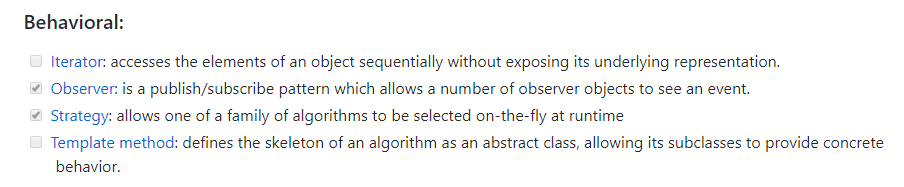 Behavioral:
Iterator: accesses the elements of an object sequentially without exposing its underlying representation.
Observer: is a publish/subscribe pattern which allows a number of observer objects to see an event.
Strategy: allows one of a family of algorithms to be selected on-the-fly at runtime
Template method: defines the skeleton of an algorithm as an abstract class, allowing its subclasses to provide concrete
behavior.